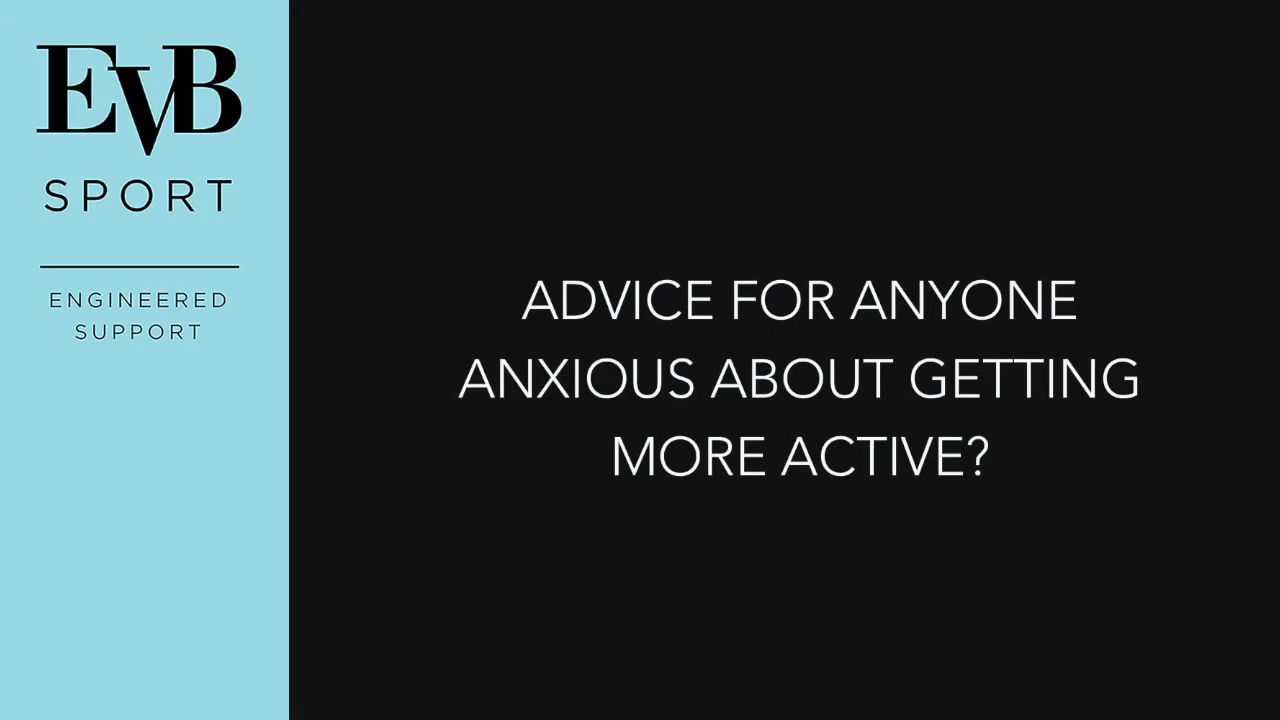 EVB
SPORT
ENGINEERED
SUPPORT
ADVICE FOR ANYONE
ANXIOUS ABOUT GETTING
MORE ACTIVE?